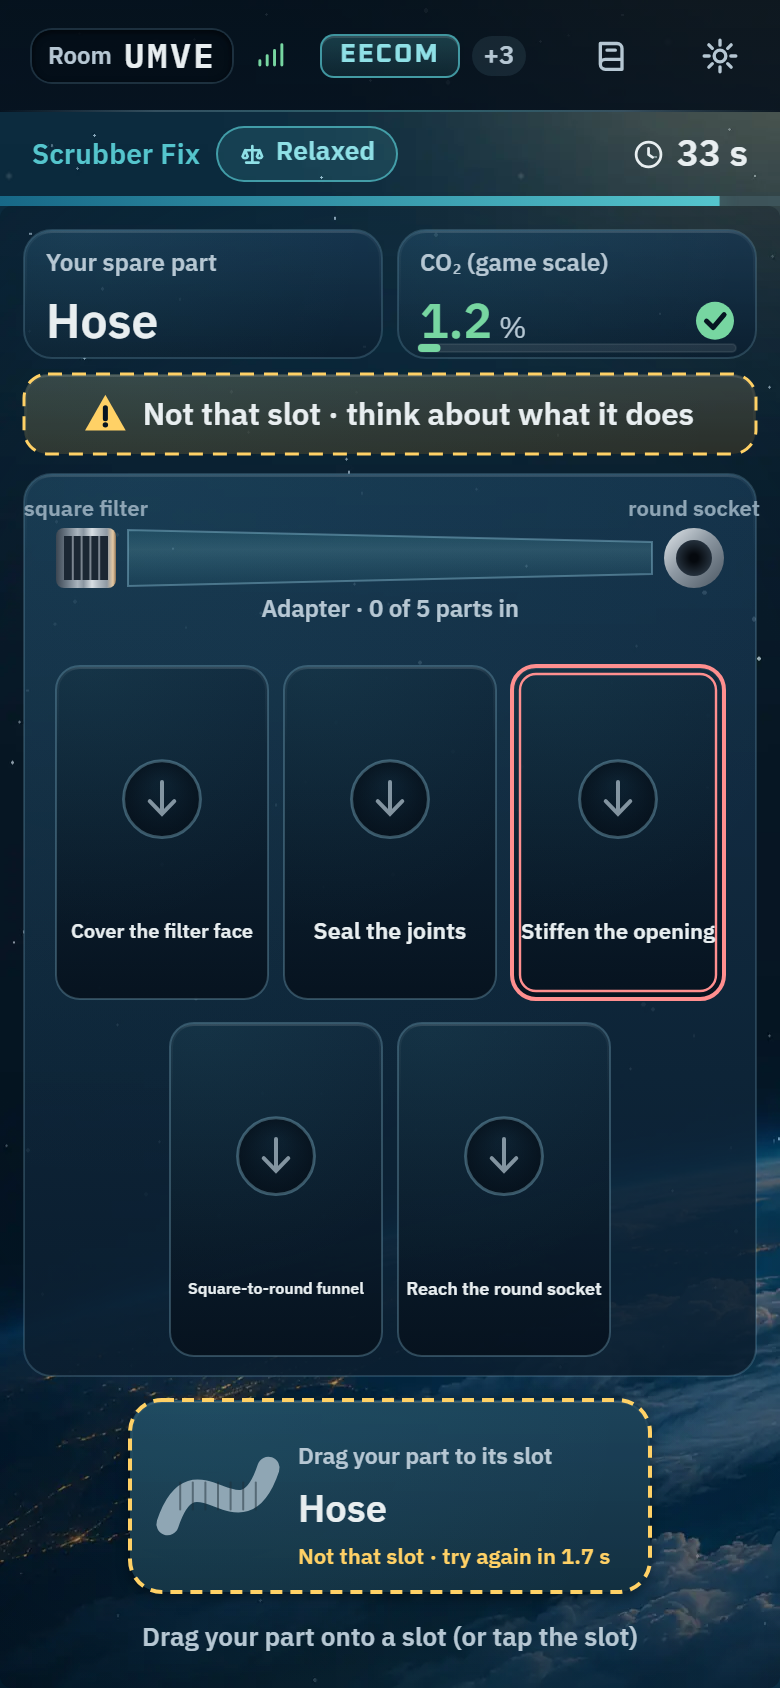 Room UMVE
EECOM
+3
Scrubber Fix
Relaxed
33 s
Your spare part
Hose
CO₂ (game scale)
1.2 %
Not that slot · think about what it does
square filter
round socket
Adapter · 0 of 5 parts in
Cover the filter face
Seal the joints
Stiffen the opening
Square-to-round funnel
Reach the round socket
Drag your part to its slot
Hose
Not that slot · try again in 1.7 s
Drag your part onto a slot (or tap the slot)